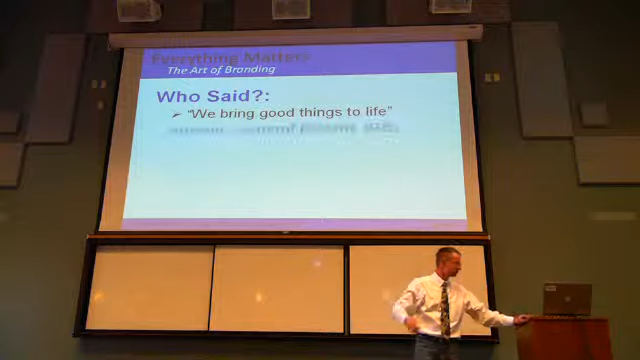 Everything Matters
The Art of Branding
Who Said?:
➢ "We bring good things to life"